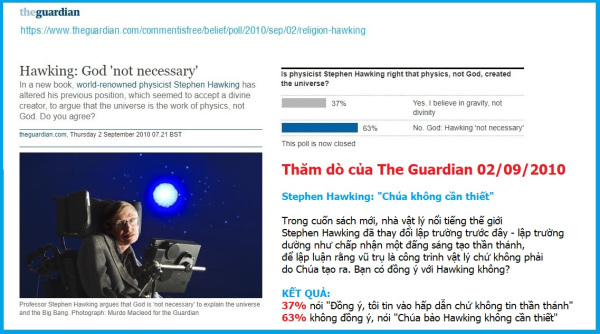 theguardian
https://www.theguardian.com/commentisfree/belief/poll/2010/sep/02/religion-hawking
Hawking: God 'not necessary'
In a new book, world-renowned physicist Stephen Hawking has
altered his previous position, which seemed to accept a divine
creator, to argue that the universe is the work of physics, not
God. Do you agree?
theguardian.com, Thursday 2 September 2010 07.21 BST
Professor Stephen Hawking argues that God is 'not necessary' to explain the universe
and the Big Bang. Photograph: Murdo Macleod for the Guardian
Is physicist Stephen Hawking right that physics, not God, created
the universe?
37% Yes. I believe in gravity, not
divinity
63% No. God: Hawking 'not necessary'
This poll is now closed
Thăm dò của The Guardian 02/09/2010
Stephen Hawking: "Chúa không cần thiết"
Trong cuốn sách mới, nhà vật lý nổi tiếng thế giới
Stephen Hawking đã thay đổi lập trường trước đây - lập trường
dường như chấp nhận một đấng sáng tạo thần thánh,
để lập luận rằng vũ trụ là công trình vật lý chứ không phải
do Chúa tạo ra. Bạn có đồng ý với Hawking không?
KẾT QUẢ:
37% nói "Đồng ý, tôi tin vào hấp dẫn chứ không tin thần thánh"
63% không đồng ý, nói "Chúa bảo Hawking không cần thiết"